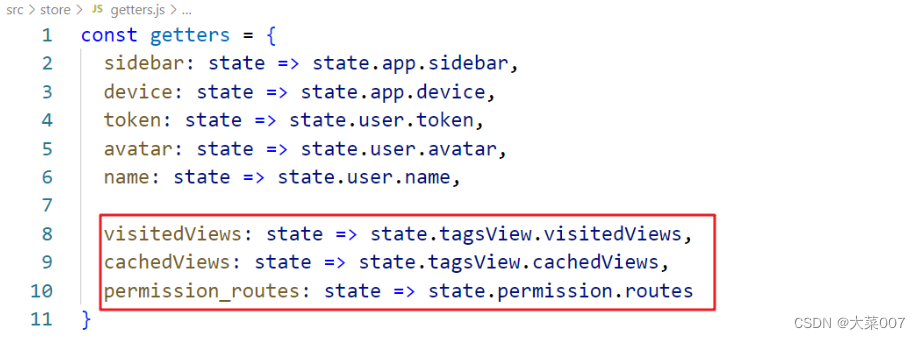 src > store > JS getters.js > ...
1 const getters = {
2 sidebar: state => state.app.sidebar,
3 device: state => state.app.device,
4 token: state => state.user.token,
5 avatar: state => state.user.avatar,
6 name: state => state.user.name,
7
8 visitedViews: state => state.tagsView.visitedViews,
9 cachedViews: state => state.tagsView.cachedViews,
10 permission_routes: state => state.permission.routes
11 }
CSDN @大菜007